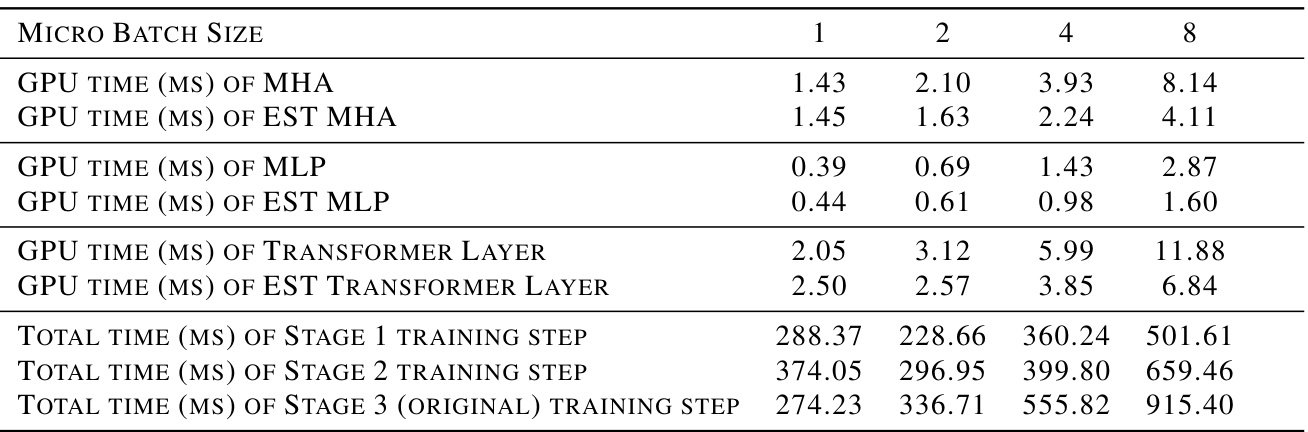 MICRO BATCH SIZE 1 2 4 8
GPU TIME (MS) OF MHA 1.43 2.10 3.93 8.14
GPU TIME (MS) OF EST MHA 1.45 1.63 2.24 4.11
GPU TIME (MS) OF MLP 0.39 0.69 1.43 2.87
GPU TIME (MS) OF EST MLP 0.44 0.61 0.98 1.60
GPU TIME (MS) OF TRANSFORMER LAYER 2.05 3.12 5.99 11.88
GPU TIME (MS) OF EST TRANSFORMER LAYER 2.50 2.57 3.85 6.84
TOTAL TIME (MS) OF STAGE 1 TRAINING STEP 288.37 228.66 360.24 501.61
TOTAL TIME (MS) OF STAGE 2 TRAINING STEP 374.05 296.95 399.80 659.46
TOTAL TIME (MS) OF STAGE 3 (ORIGINAL) TRAINING STEP 274.23 336.71 555.82 915.40